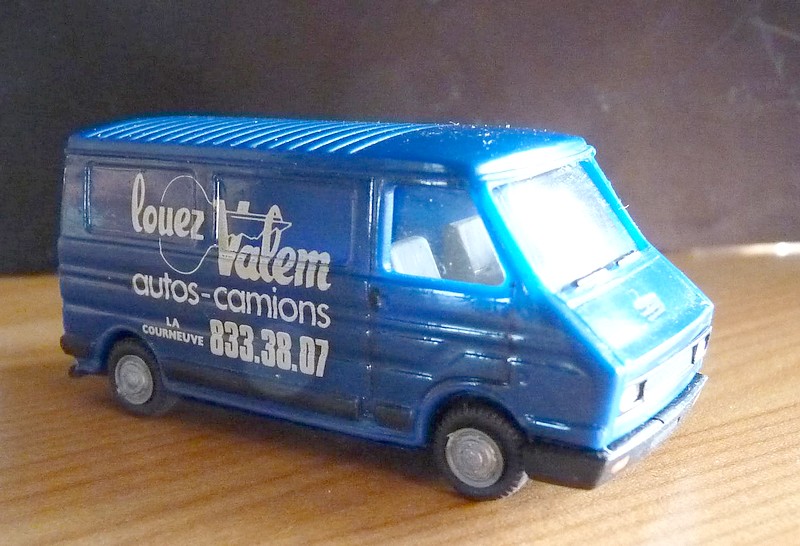 louez
Valem
autos-camions
LA
COURNEUVE 833.38.07